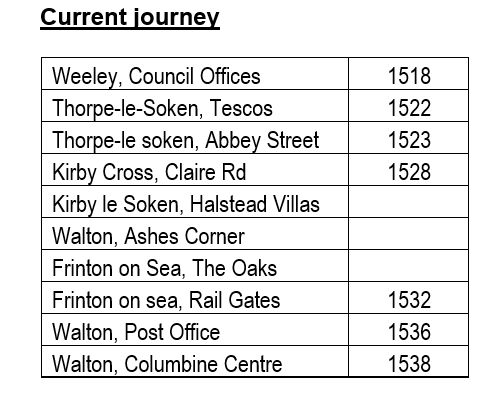 Current journey
Weeley, Council Offices 1518
Thorpe-le-Soken, Tescos 1522
Thorpe-le soken, Abbey Street 1523
Kirby Cross, Claire Rd 1528
Kirby le Soken, Halstead Villas
Walton, Ashes Corner
Frinton on Sea, The Oaks
Frinton on sea, Rail Gates 1532
Walton, Post Office 1536
Walton, Columbine Centre 1538